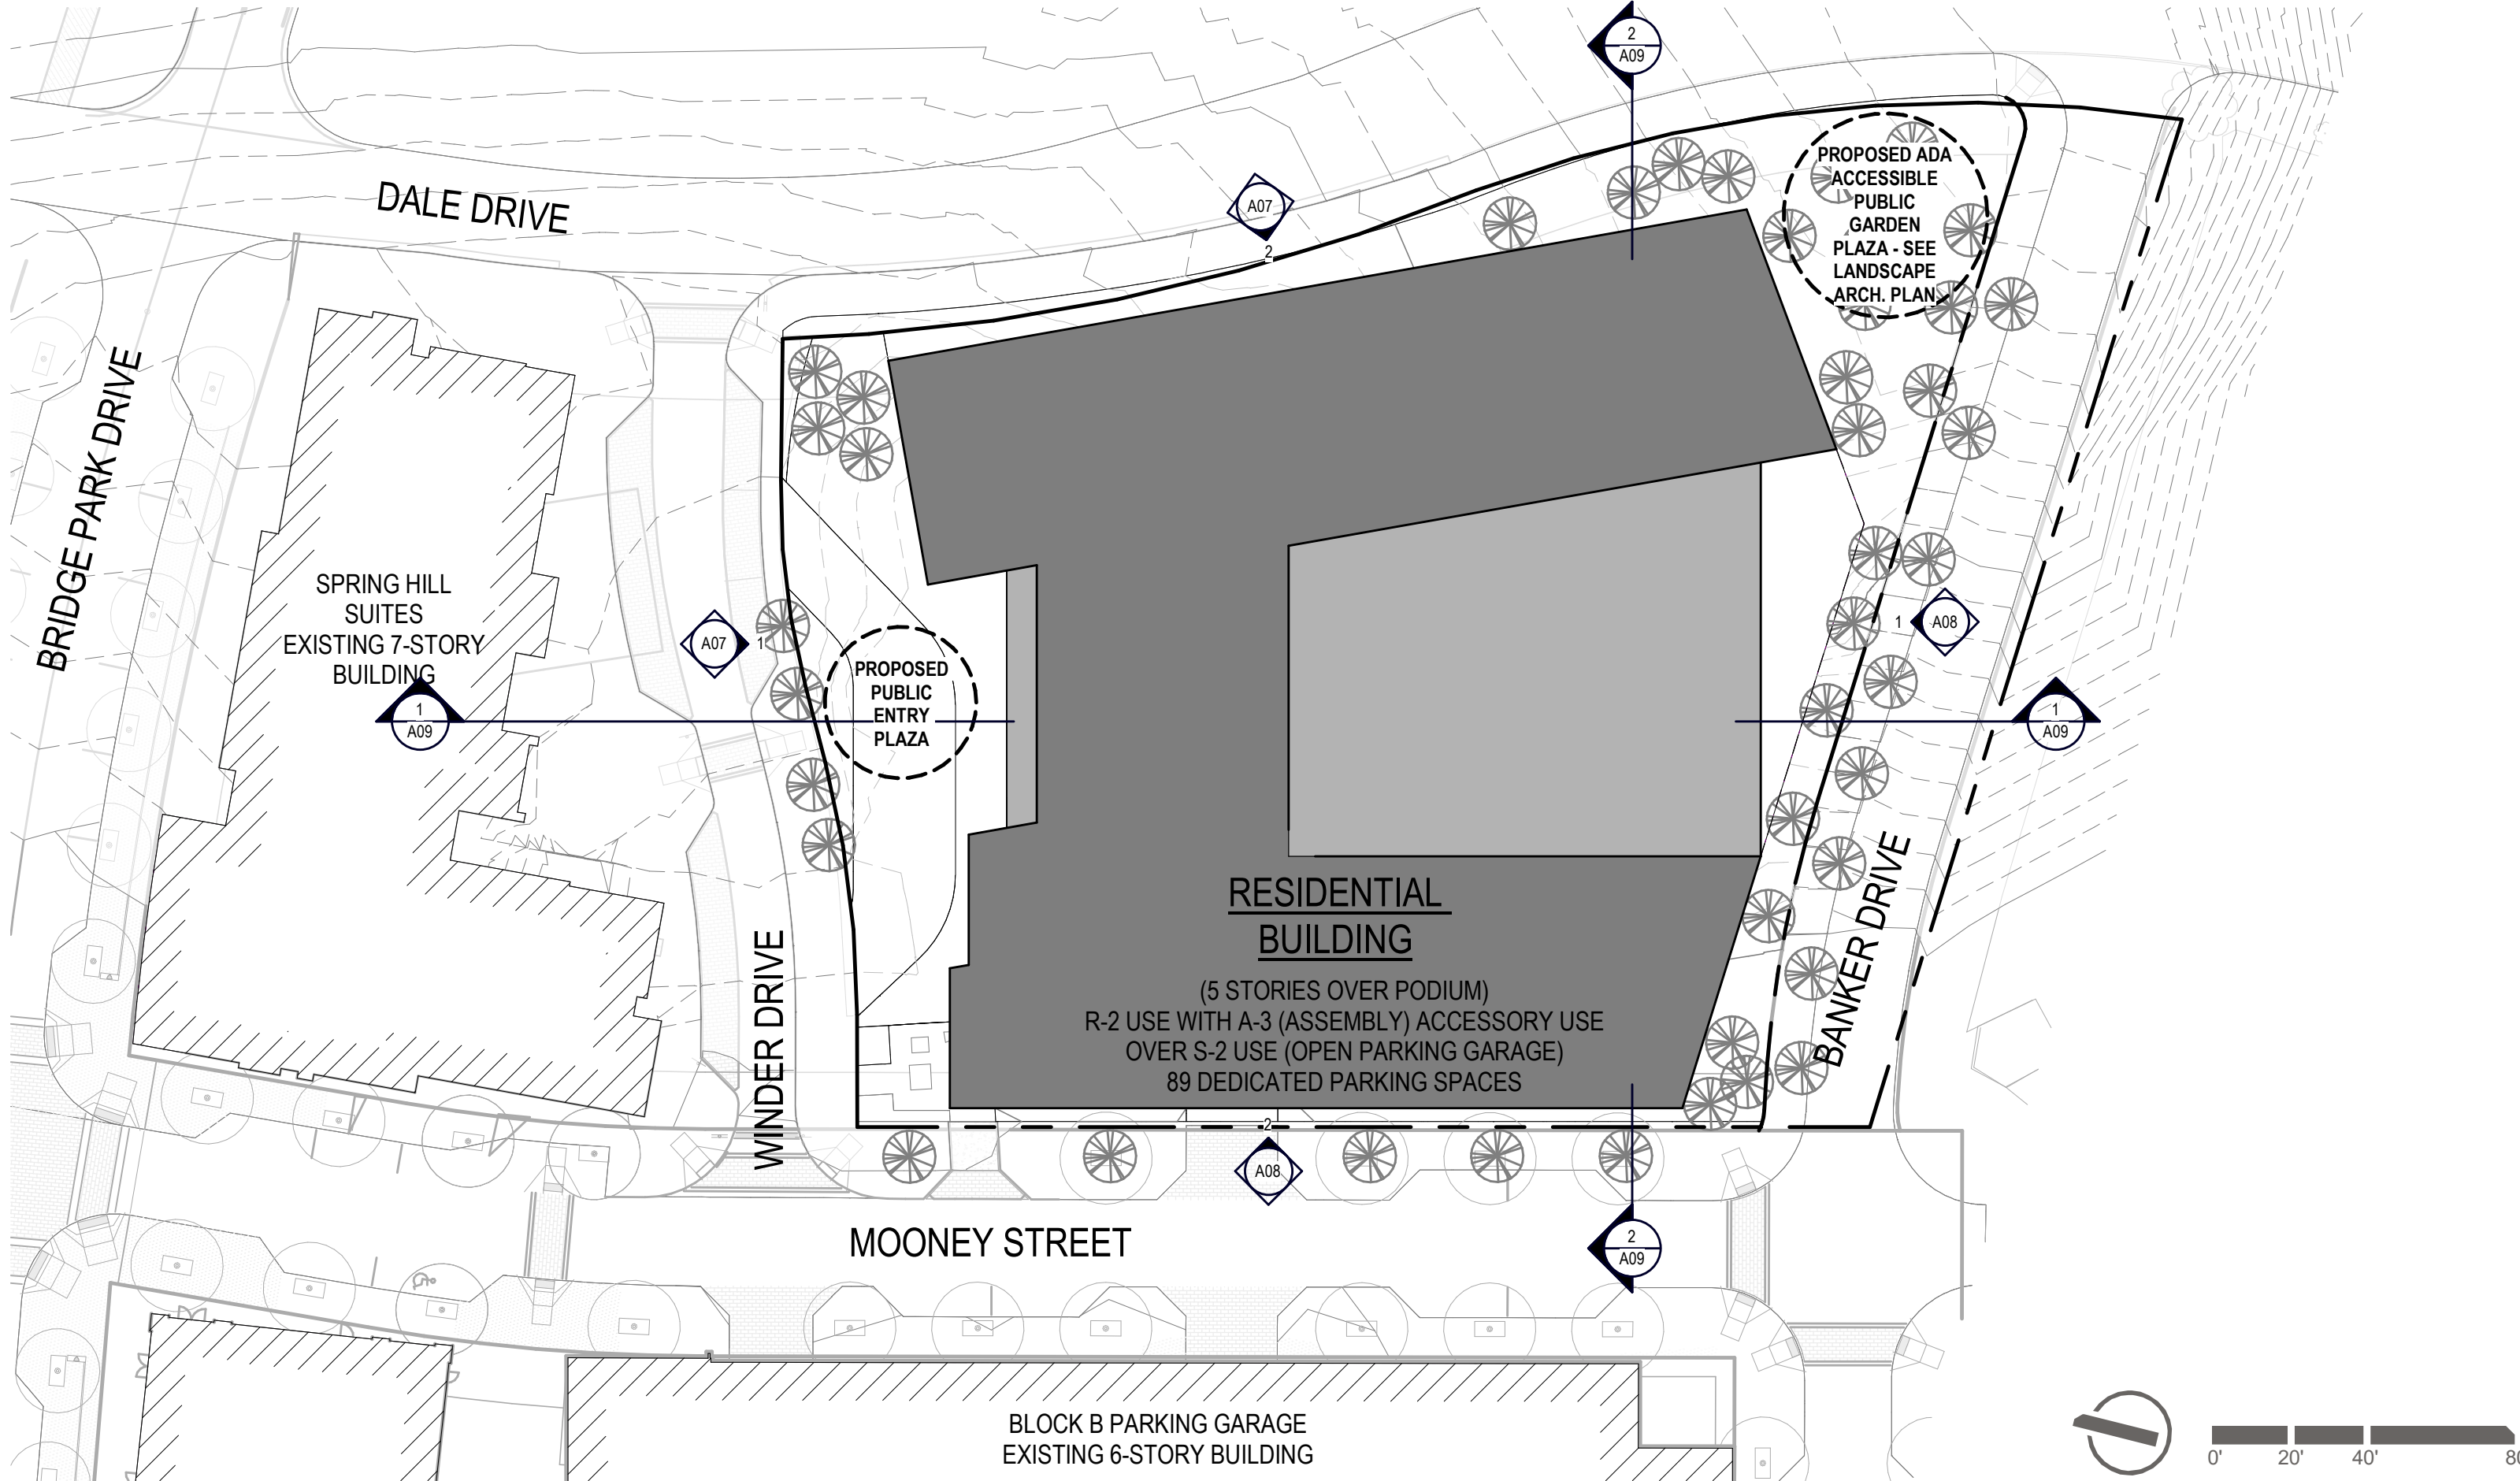 2
A09
DALE DRIVE
A07
2
PROPOSED ADA
ACCESSIBLE
PUBLIC
GARDEN
PLAZA - SEE
LANDSCAPE
ARCH. PLAN
BRIDGE PARK DRIVE
SPRING HILL
SUITES
EXISTING 7-STORY
BUILDING
1
A09
A07
1
PROPOSED
PUBLIC
ENTRY
PLAZA
1
A08
1
A09
WINDER DRIVE
RESIDENTIAL
BUILDING
(5 STORIES OVER PODIUM)
R-2 USE WITH A-3 (ASSEMBLY) ACCESSORY USE
OVER S-2 USE (OPEN PARKING GARAGE)
89 DEDICATED PARKING SPACES
BANKER DRIVE
2
A08
MOONEY STREET
2
A09
BLOCK B PARKING GARAGE
EXISTING 6-STORY BUILDING
0' 20' 40'